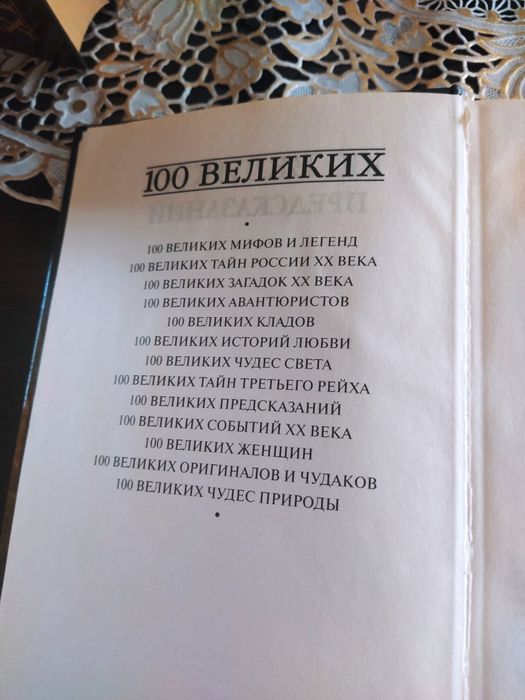 100 ВЕЛИКИХ
ПРЕДСКАЗАНИЙ
•
100 ВЕЛИКИХ МИФОВ И ЛЕГЕНД
100 ВЕЛИКИХ ТАЙН РОССИИ XX ВЕКА
100 ВЕЛИКИХ ЗАГАДОК XX ВЕКА
100 ВЕЛИКИХ АВАНТЮРИСТОВ
100 ВЕЛИКИХ КЛАДОВ
100 ВЕЛИКИХ ИСТОРИЙ ЛЮБВИ
100 ВЕЛИКИХ ЧУДЕС СВЕТА
100 ВЕЛИКИХ ТАЙН ТРЕТЬЕГО РЕЙХА
100 ВЕЛИКИХ ПРЕДСКАЗАНИЙ
100 ВЕЛИКИХ СОБЫТИЙ XX ВЕКА
100 ВЕЛИКИХ ЖЕНЩИН
100 ВЕЛИКИХ ОРИГИНАЛОВ И ЧУДАКОВ
100 ВЕЛИКИХ ЧУДЕС ПРИРОДЫ
•